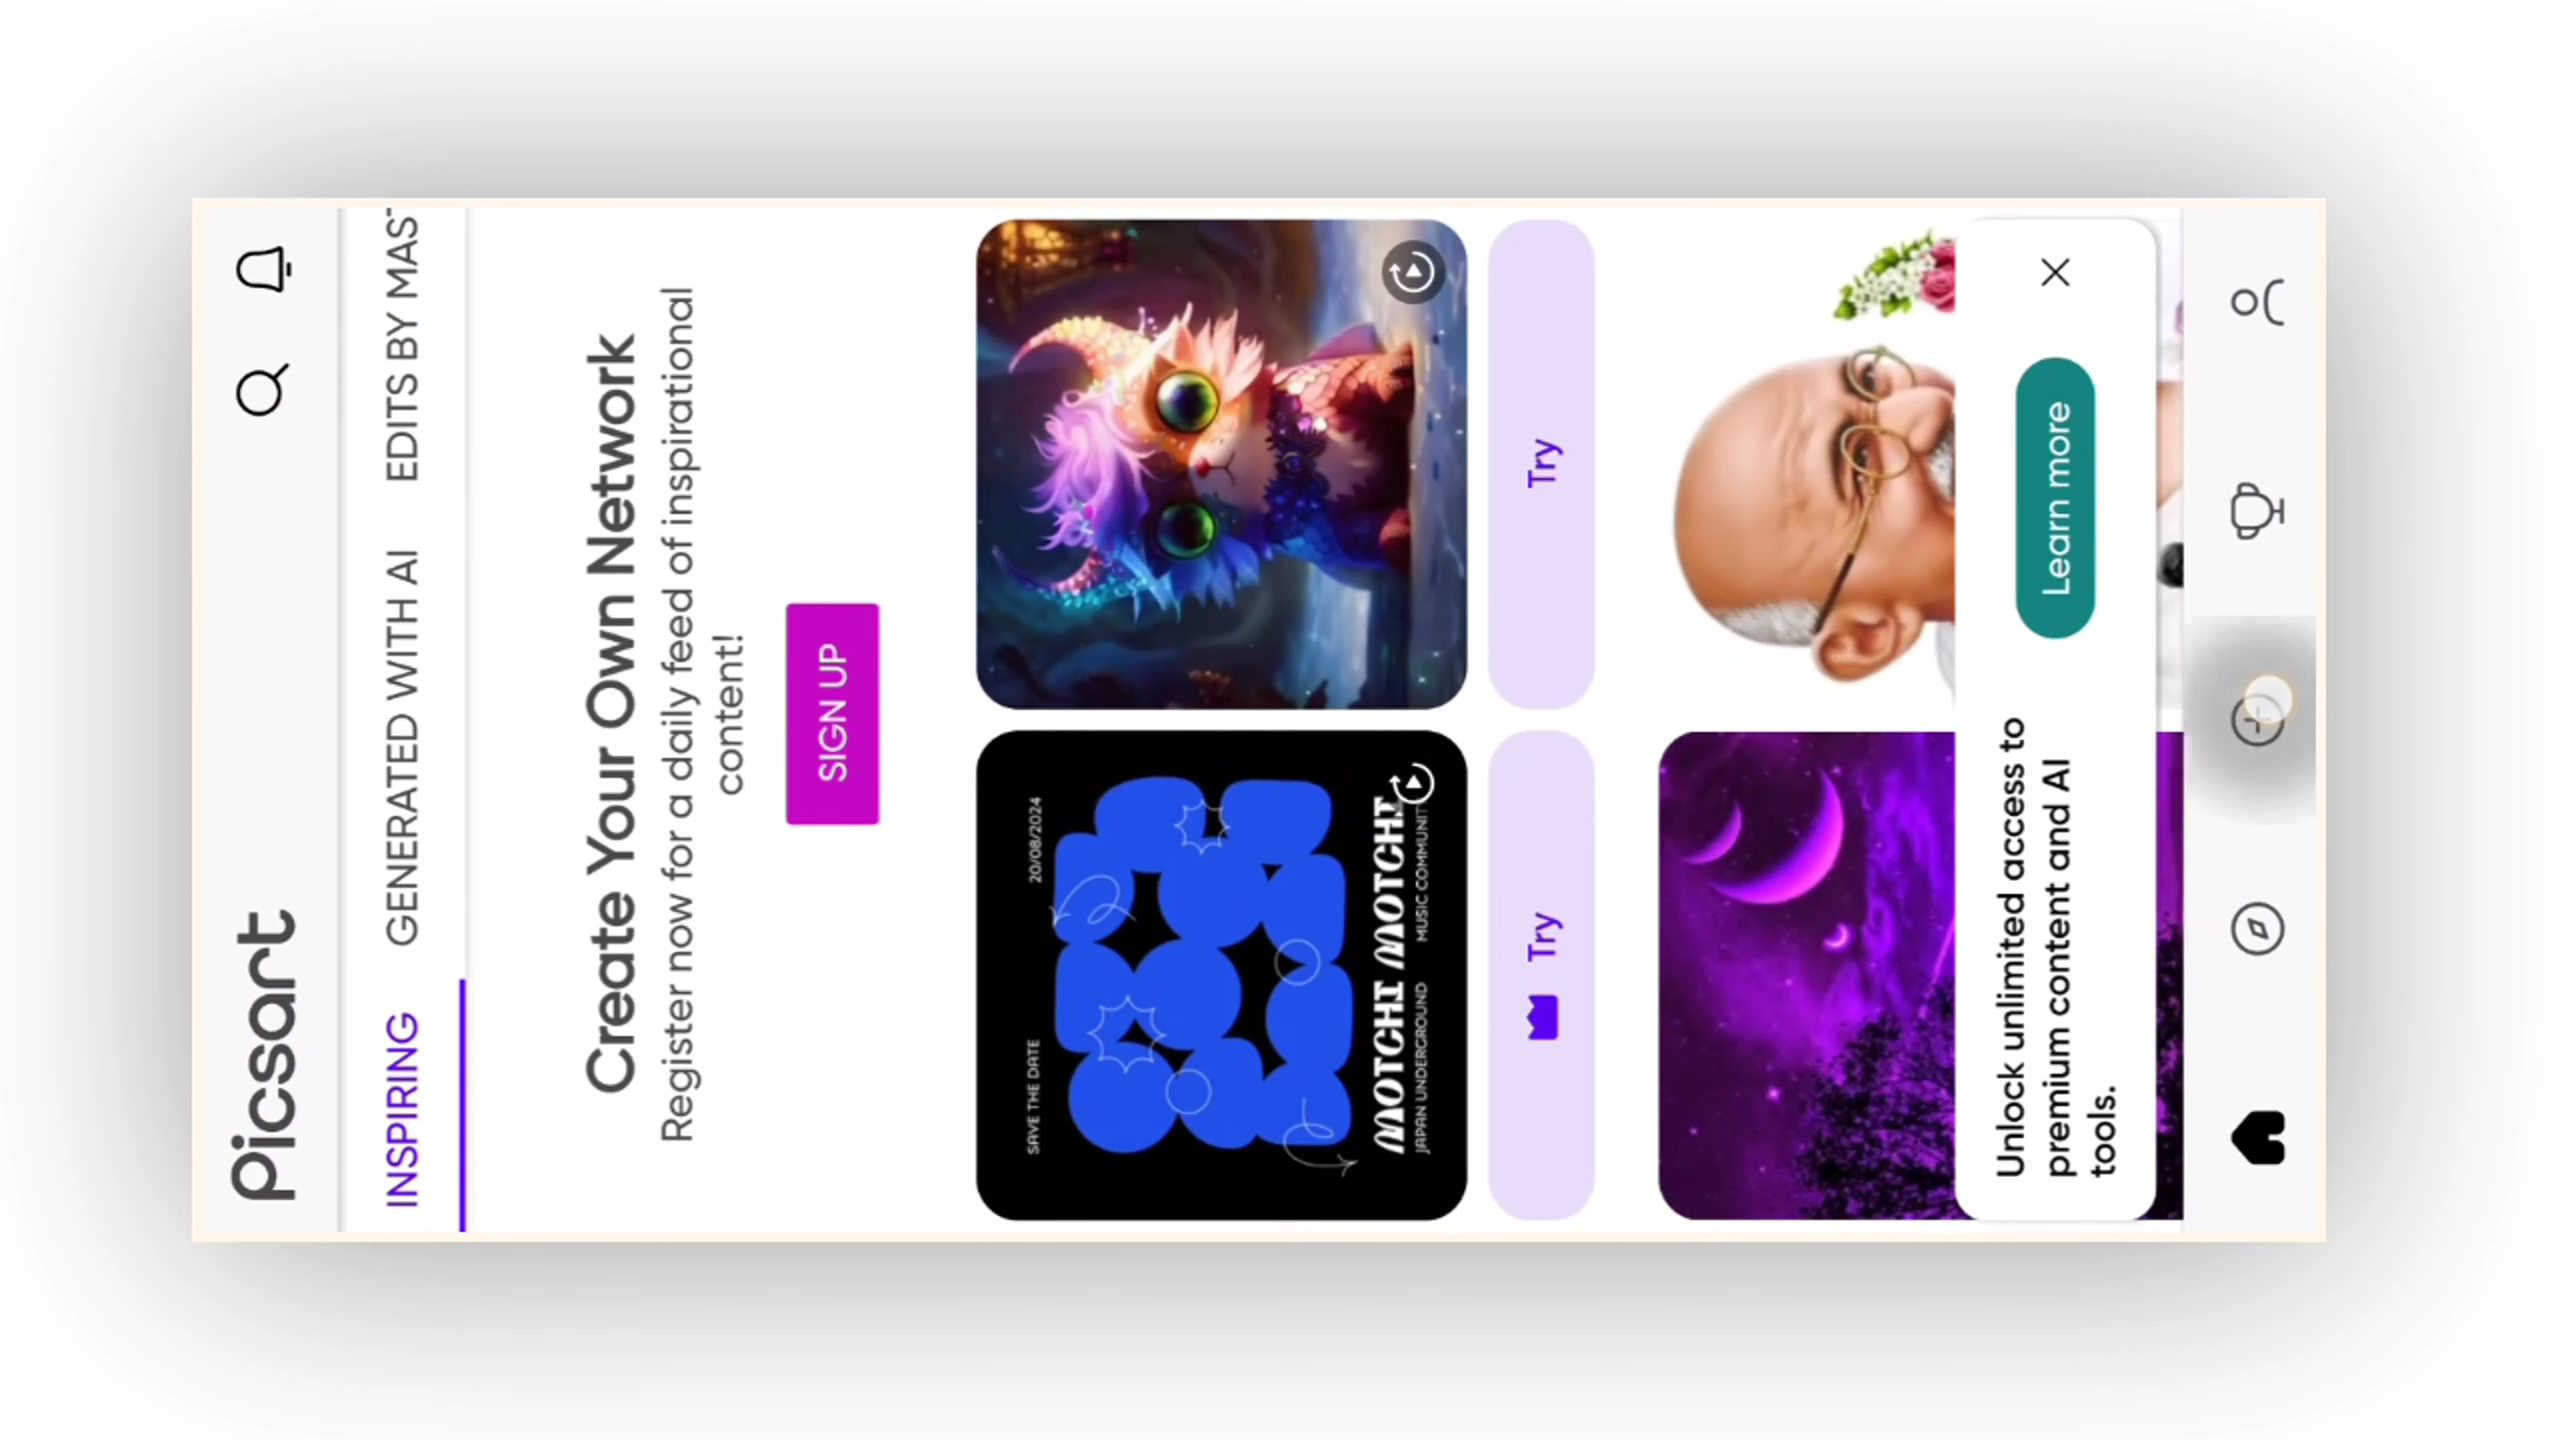 Picsart
INSPIRING GENERATED WITH AI EDITS BY MAS
Create Your Own Network
Register now for a daily feed of inspirational
content!
SIGN UP
SAVE THE DATE 20/08/2024
MOTCHI MOTCHI
JAPAN UNDERGROUND MUSIC COMMUNIT
Try
Try
Unlock unlimited access to
premium content and AI
tools.
Learn more